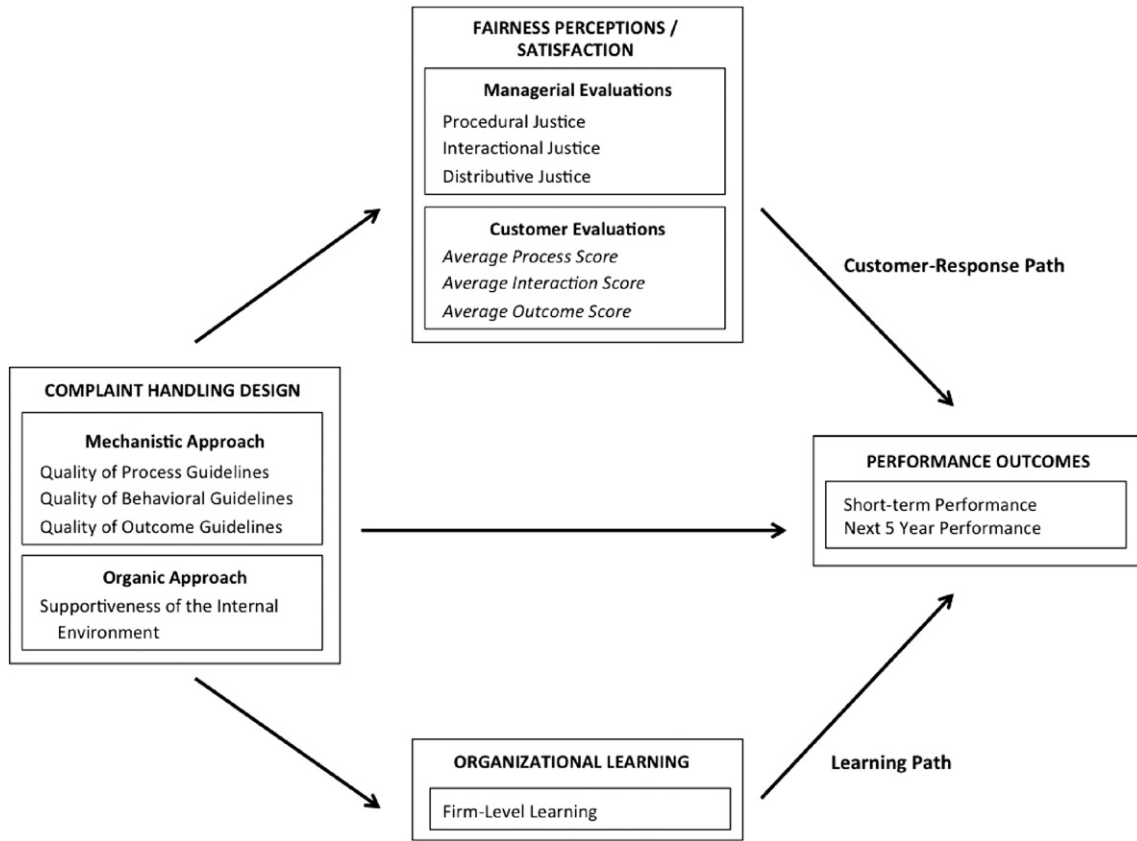 FAIRNESS PERCEPTIONS /
SATISFACTION
Managerial Evaluations
Procedural Justice
Interactional Justice
Distributive Justice
Customer Evaluations
Average Process Score
Average Interaction Score
Average Outcome Score
Customer-Response Path
COMPLAINT HANDLING DESIGN
Mechanistic Approach
Quality of Process Guidelines
Quality of Behavioral Guidelines
Quality of Outcome Guidelines
Organic Approach
Supportiveness of the Internal
Environment
PERFORMANCE OUTCOMES
Short-term Performance
Next 5 Year Performance
ORGANIZATIONAL LEARNING
Firm-Level Learning
Learning Path